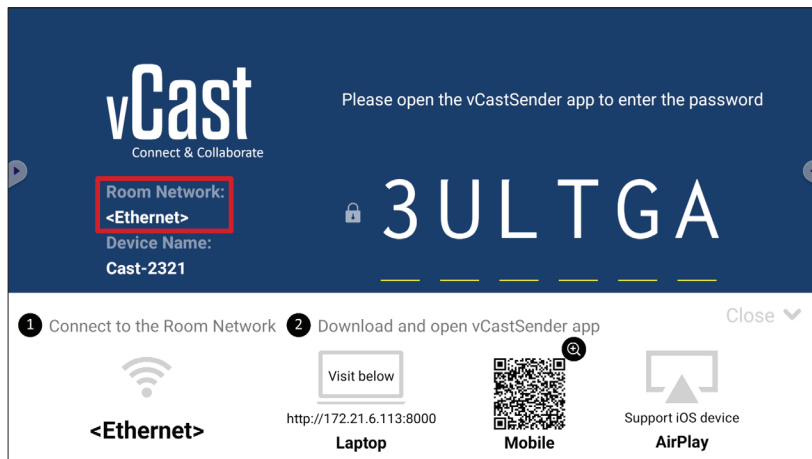 vCast
Connect & Collaborate
Please open the vCastSender app to enter the password
Room Network:
<Ethernet>
Device Name:
Cast-2321
3ULTGA
1 Connect to the Room Network
2 Download and open vCastSender app
Close
<Ethernet>
Visit below
http://172.21.6.113:8000
Laptop
Mobile
Support iOS device
AirPlay